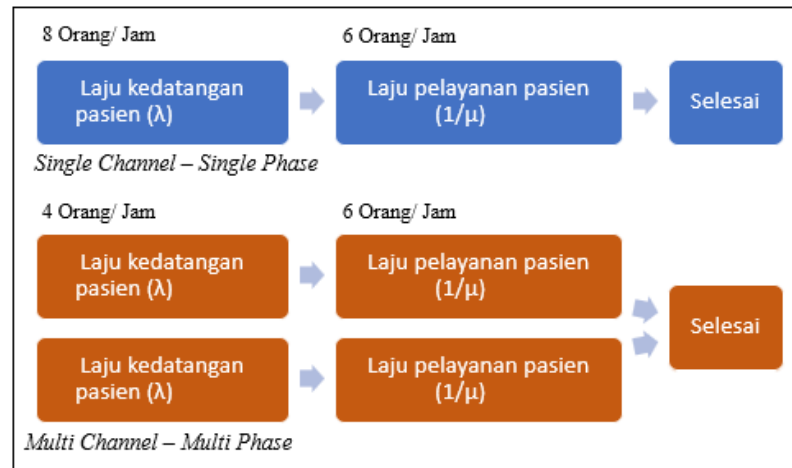 8 Orang/ Jam
6 Orang/ Jam
Laju kedatangan
pasien (λ)
Laju pelayanan pasien
(1/μ)
Selesai
Single Channel – Single Phase
4 Orang/ Jam
6 Orang/ Jam
Laju kedatangan
pasien (λ)
Laju pelayanan pasien
(1/μ)
Selesai
Laju kedatangan
pasien (λ)
Laju pelayanan pasien
(1/μ)
Multi Channel – Multi Phase